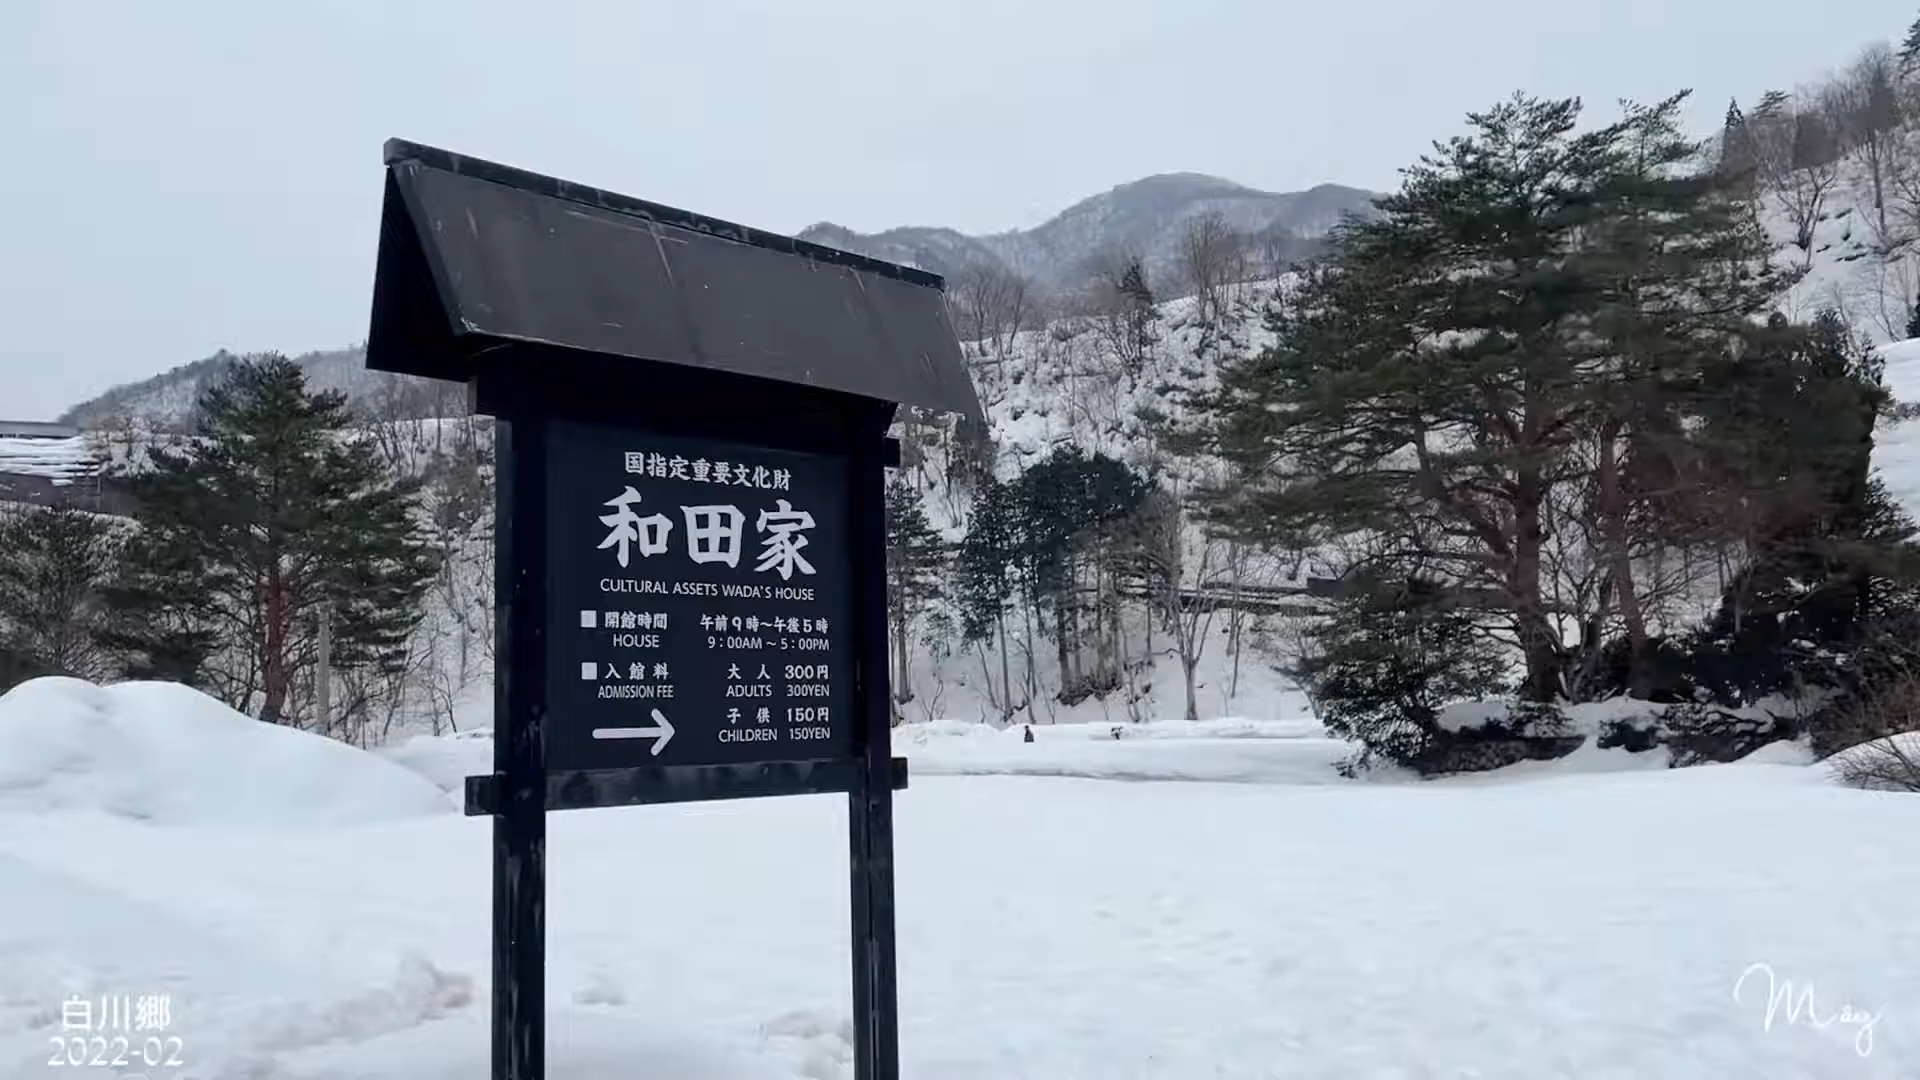 国指定重要文化財
和田家
CULTURAL ASSETS WADA'S HOUSE
■ 開館時間 午前9時～午後5時
HOUSE 9:00AM～5:00PM
■ 入館料 大人 300円
ADMISSION FEE ADULTS 300YEN
子供 150円
→ CHILDREN 150YEN
白川郷
2022-02
May